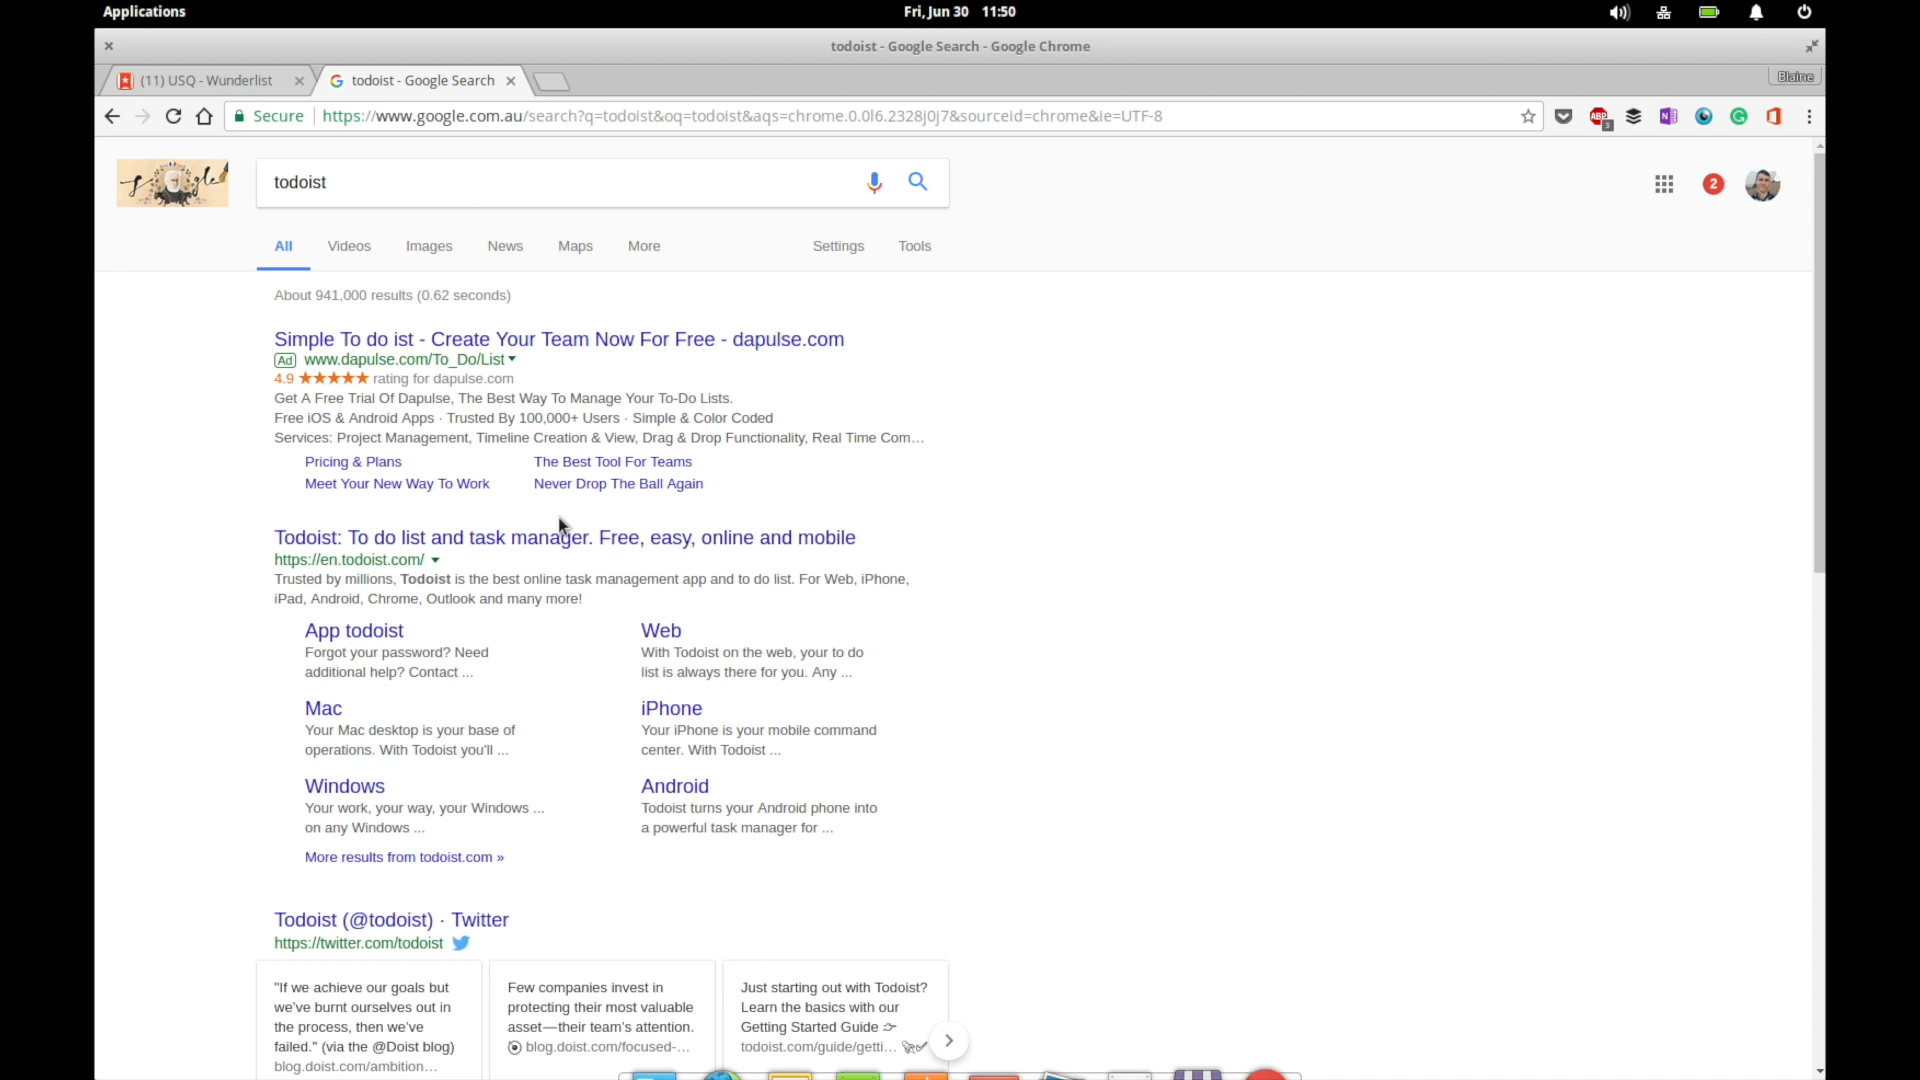 Applications
Fri, Jun 30 11:50
todoist - Google Search - Google Chrome
(11) USQ - Wunderlist
todoist - Google Search
Blaine
Secure
https://www.google.com.au/search?q=todoist&oq=todoist&aqs=chrome.0.0l6.2328j0j7&sourceid=chrome&ie=UTF-8
ABP
3
todoist
2
All Videos Images News Maps More Settings Tools
About 941,000 results (0.62 seconds)
Simple To do ist - Create Your Team Now For Free - dapulse.com
Ad www.dapulse.com/To_Do/List
4.9 ★★★★★ rating for dapulse.com
Get A Free Trial Of Dapulse, The Best Way To Manage Your To-Do Lists.
Free iOS & Android Apps · Trusted By 100,000+ Users · Simple & Color Coded
Services: Project Management, Timeline Creation & View, Drag & Drop Functionality, Real Time Com…
Pricing & Plans The Best Tool For Teams
Meet Your New Way To Work Never Drop The Ball Again
Todoist: To do list and task manager. Free, easy, online and mobile
https://en.todoist.com/
Trusted by millions, Todoist is the best online task management app and to do list. For Web, iPhone,
iPad, Android, Chrome, Outlook and many more!
App todoist
Forgot your password? Need
additional help? Contact ...
Web
With Todoist on the web, your to do
list is always there for you. Any ...
Mac
Your Mac desktop is your base of
operations. With Todoist you'll ...
iPhone
Your iPhone is your mobile command
center. With Todoist ...
Windows
Your work, your way, your Windows ...
on any Windows ...
Android
Todoist turns your Android phone into
a powerful task manager for ...
More results from todoist.com »
Todoist (@todoist) · Twitter
https://twitter.com/todoist
"If we achieve our goals but
we've burnt ourselves out in
the process, then we've
failed." (via the @Doist blog)
blog.doist.com/ambition...
Few companies invest in
protecting their most valuable
asset—their team's attention.
blog.doist.com/focused-...
Just starting out with Todoist?
Learn the basics with our
Getting Started Guide
todoist.com/guide/getti...